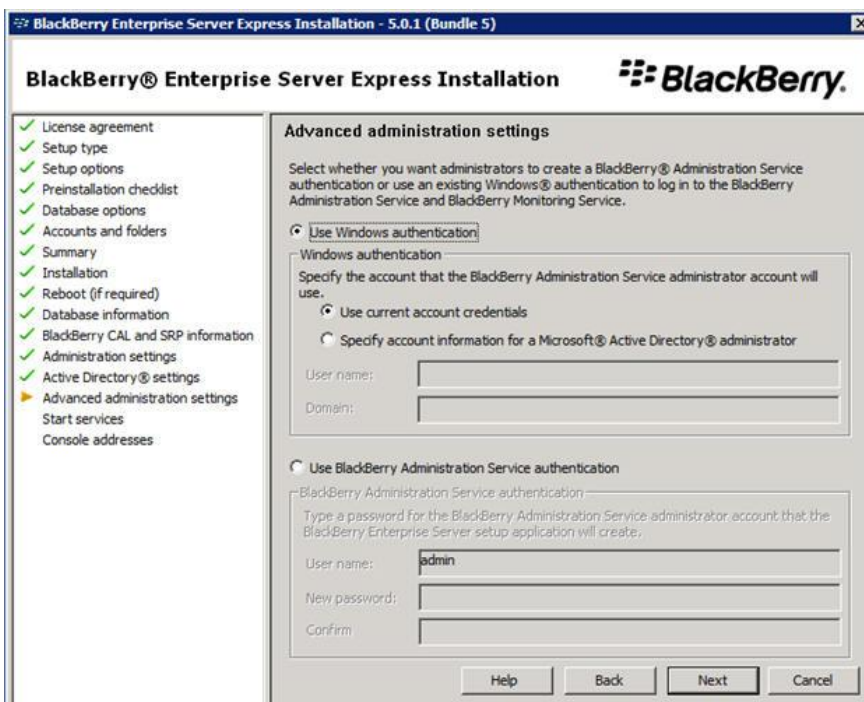 BlackBerry Enterprise Server Express Installation - 5.0.1 (Bundle 5)
BlackBerry® Enterprise Server Express Installation
BlackBerry.
License agreement
Setup type
Setup options
Preinstallation checklist
Database options
Accounts and folders
Summary
Installation
Reboot (if required)
Database information
BlackBerry CAL and SRP information
Administration settings
Active Directory® settings
Advanced administration settings
Start services
Console addresses
Advanced administration settings
Select whether you want administrators to create a BlackBerry® Administration Service
authentication or use an existing Windows® authentication to log in to the BlackBerry
Administration Service and BlackBerry Monitoring Service.
Use Windows authentication
Windows authentication
Specify the account that the BlackBerry Administration Service administrator account will
use.
Use current account credentials
Specify account information for a Microsoft® Active Directory® administrator
User name:
Domain:
Use BlackBerry Administration Service authentication
BlackBerry Administration Service authentication
Type a password for the BlackBerry Administration Service administrator account that the
BlackBerry Enterprise Server setup application will create.
User name: admin
New password:
Confirm
Help Back Next Cancel